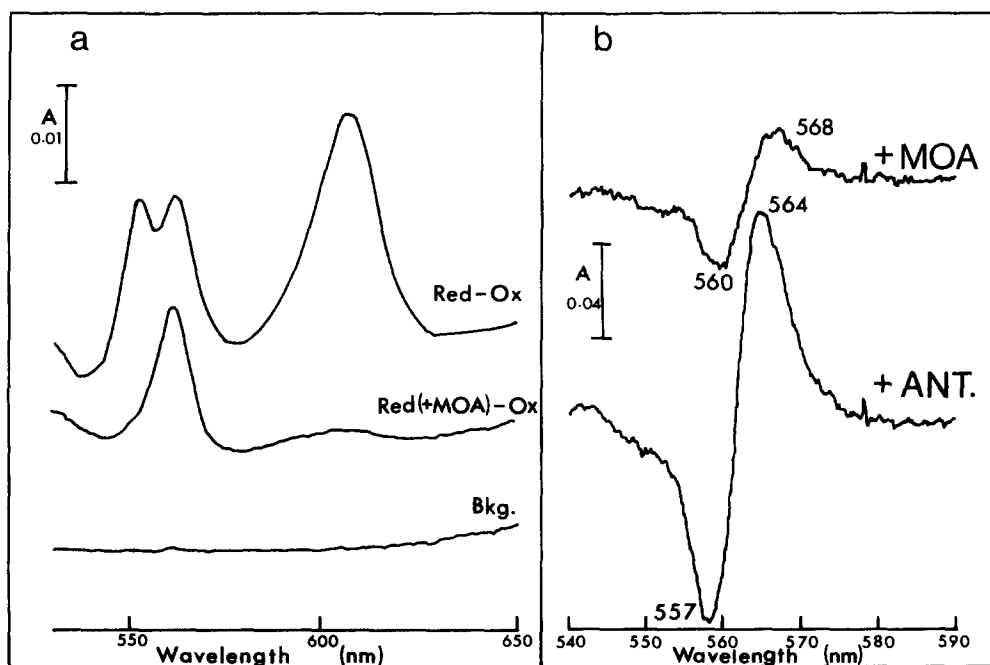 a
A
0.01
Red-Ox
Red(+MOA)-Ox
Bkg.
550
600
650
Wavelength (nm)
b
568
+MOA
564
A
0.04
560
+ANT.
557
540
550
560
570
580
590
Wavelength (nm)